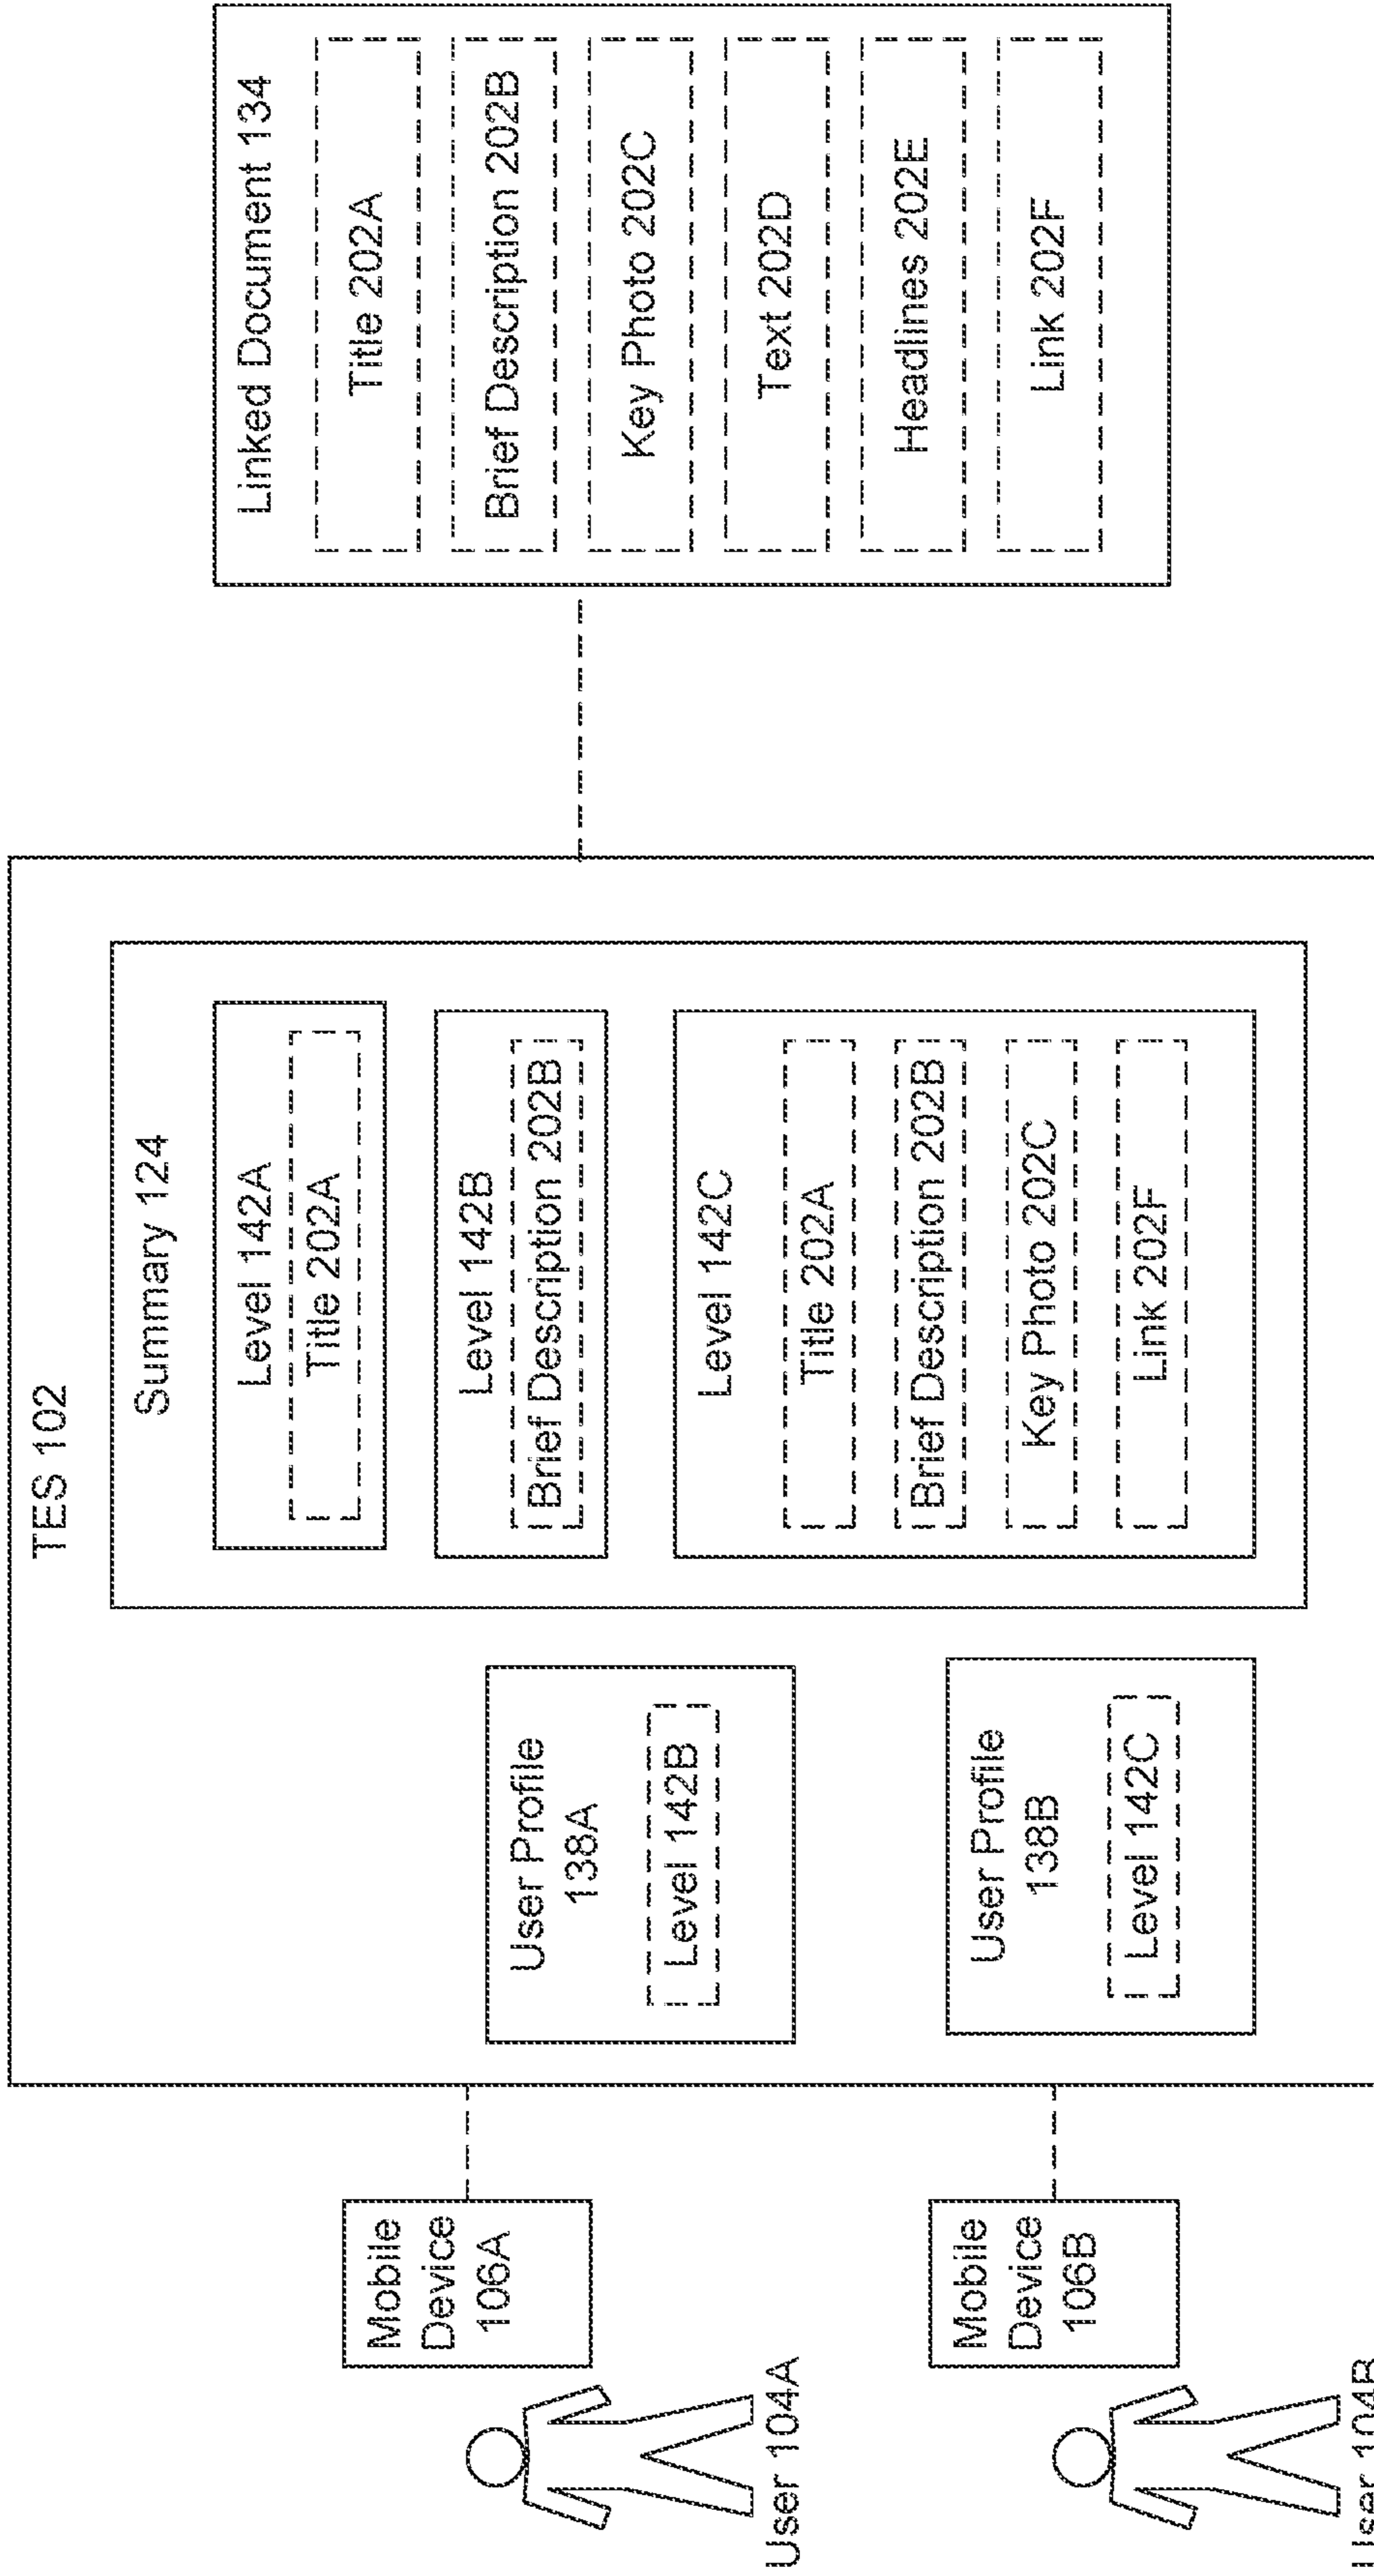 TES 102
User 104A
Mobile
Device
106A
User 104B
Mobile
Device
106B
User Profile
138A
Level 142B
User Profile
138B
Level 142C
Summary 124
Level 142A
Title 202A
Level 142B
Brief Description 202B
Level 142C
Title 202A
Brief Description 202B
Key Photo 202C
Link 202F
Linked Document 134
Title 202A
Brief Description 202B
Key Photo 202C
Text 202D
Headlines 202E
Link 202F